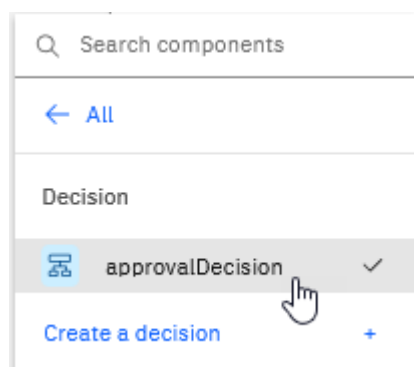 Search components
All
Decision
approvalDecision
Create a decision +